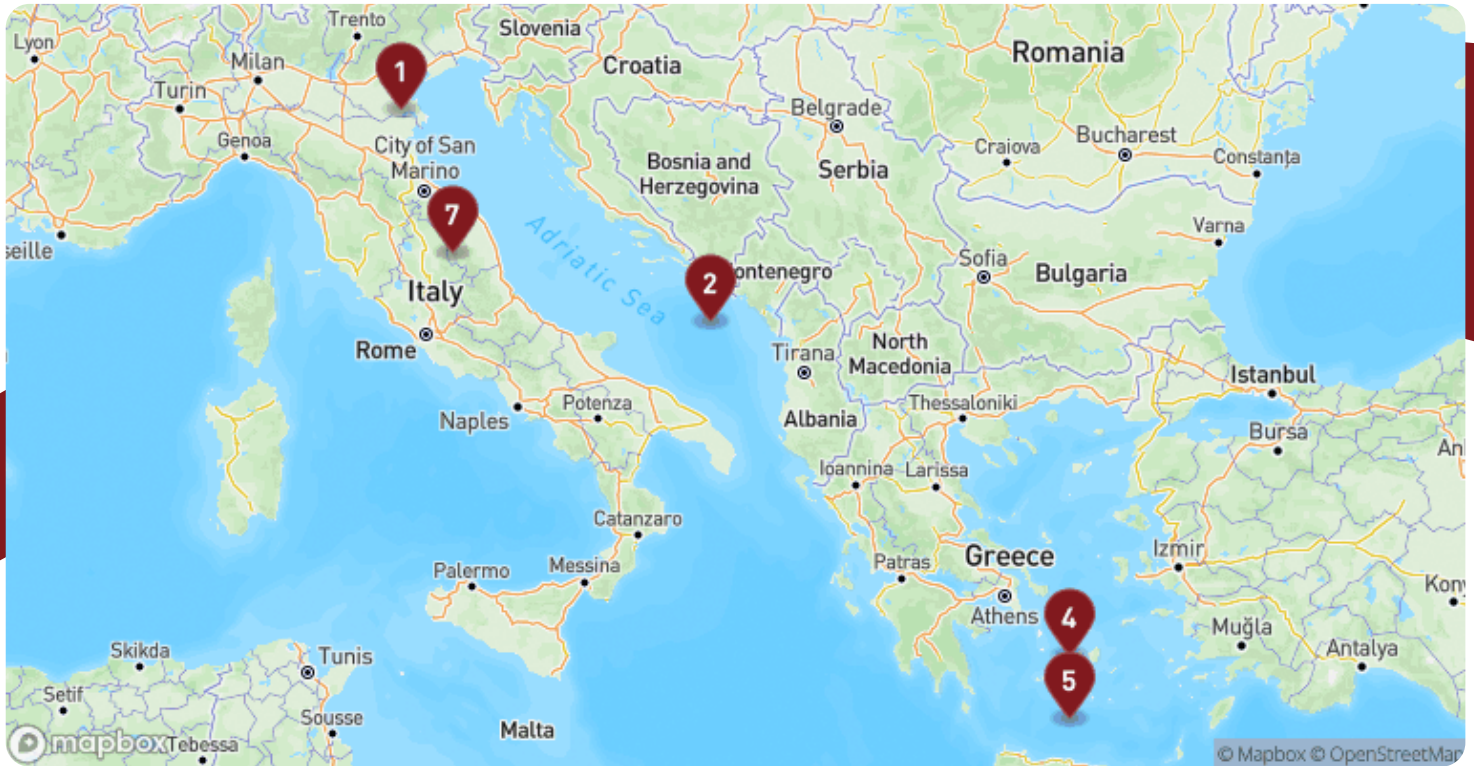 Trento
Slovenia
Lyon
Croatia
Romania
Milan
1
Turin
Belgrade
Genoa
City of San
Marino
Bucharest
Craiova
Constanța
Bosnia and
Herzegovina
Serbia
7
Varna
seille
Adriatic Sea
Sofia
Bulgaria
2
ontenegro
Italy
Rome
Tirana
North
Macedonia
Istanbul
Naples
Potenza
Albania
Thessaloniki
Bursa
An
Ioannina
Larissa
Catanzaro
Izmir
Greece
Palermo
Messina
Patras
Kony
Athens
4
Muğla
Antalya
Skikda
Tunis
5
Setif
Sousse
Malta
mapbox
Tebessa
© Mapbox © OpenStreetMap